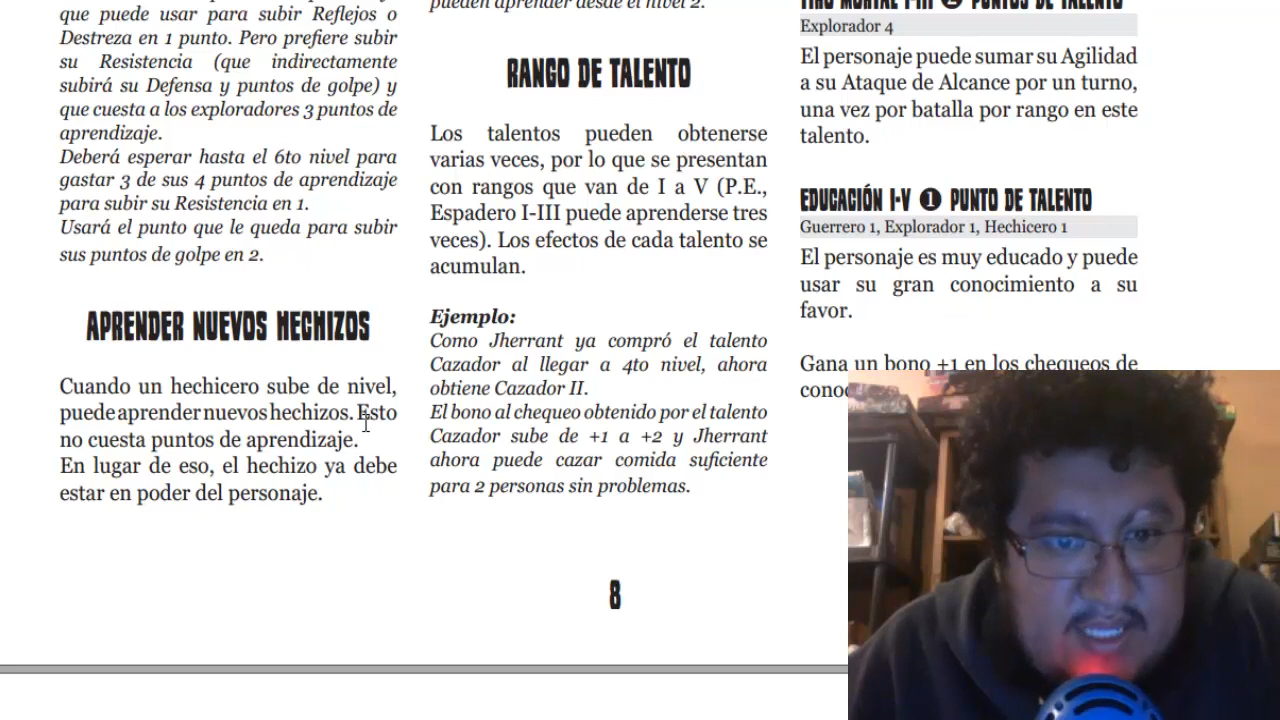 que puede usar para subir Reflejos o
Destreza en 1 punto. Pero prefiere subir
su Resistencia (que indirectamente
subirá su Defensa y puntos de golpe) y
que cuesta a los exploradores 3 puntos de
aprendizaje.
Deberá esperar hasta el 6to nivel para
gastar 3 de sus 4 puntos de aprendizaje
para subir su Resistencia en 1.
Usará el punto que le queda para subir
sus puntos de golpe en 2.
APRENDER NUEVOS HECHIZOS
Cuando un hechicero sube de nivel,
puede aprender nuevos hechizos. Esto
no cuesta puntos de aprendizaje.
En lugar de eso, el hechizo ya debe
estar en poder del personaje.
pueden aprender desde el nivel 2.
RANGO DE TALENTO
Los talentos pueden obtenerse
varias veces, por lo que se presentan
con rangos que van de I a V (P.E.,
Espadero I-III puede aprenderse tres
veces). Los efectos de cada talento se
acumulan.
Ejemplo:
Como Jherrant ya compró el talento
Cazador al llegar a 4to nivel, ahora
obtiene Cazador II.
El bono al chequeo obtenido por el talento
Cazador sube de +1 a +2 y Jherrant
ahora puede cazar comida suficiente
para 2 personas sin problemas.
TIRO MORTAL I-III ❷ PUNTOS DE TALENTO
Explorador 4
El personaje puede sumar su Agilidad
a su Ataque de Alcance por un turno,
una vez por batalla por rango en este
talento.
EDUCACIÓN I-V ❶ PUNTO DE TALENTO
Guerrero 1, Explorador 1, Hechicero 1
El personaje es muy educado y puede
usar su gran conocimiento a su
favor.
Gana un bono +1 en los chequeos de
8